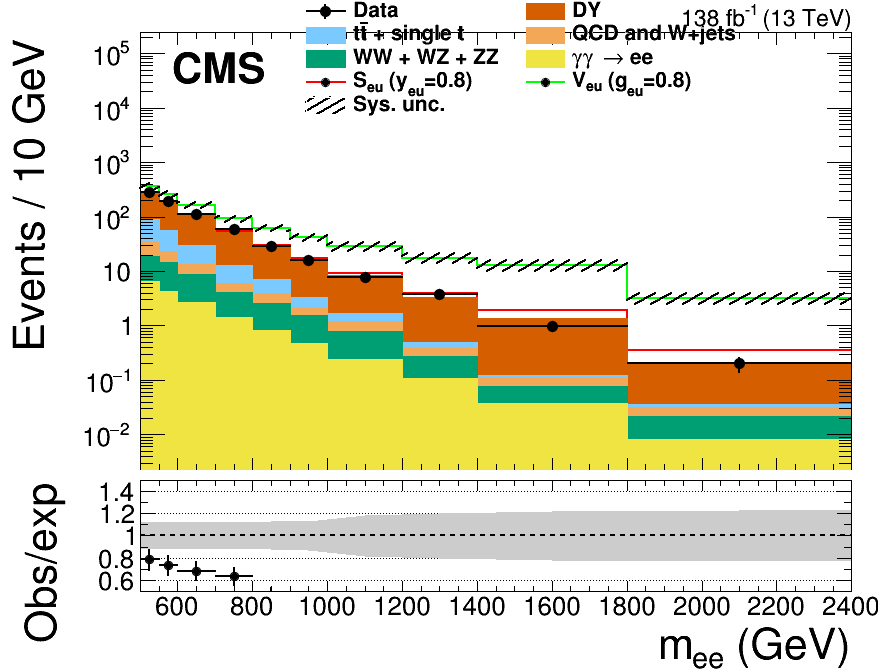 138 fb⁻¹ (13 TeV)
CMS
Data
DY
tt̄ + single t
QCD and W+jets
WW + WZ + ZZ
γγ → ee
S_eu (y_eu=0.8)
V_eu (g_eu=0.8)
Sys. unc.
Events / 10 GeV
10⁵
10⁴
10³
10²
10
1
10⁻¹
10⁻²
Obs/exp
1.4
1.2
1
0.8
0.6
600 800 1000 1200 1400 1600 1800 2000 2200 2400
m_ee (GeV)